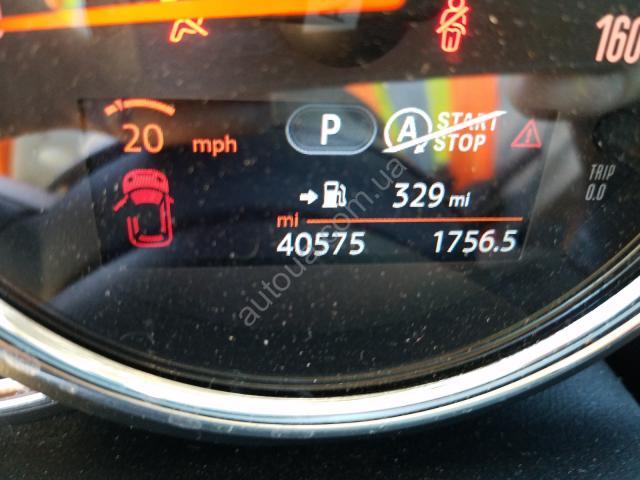 160
20 mph
P
A START STOP
TRIP
0.0
329 mi
mi
40575 1756.5
autoua.com.ua